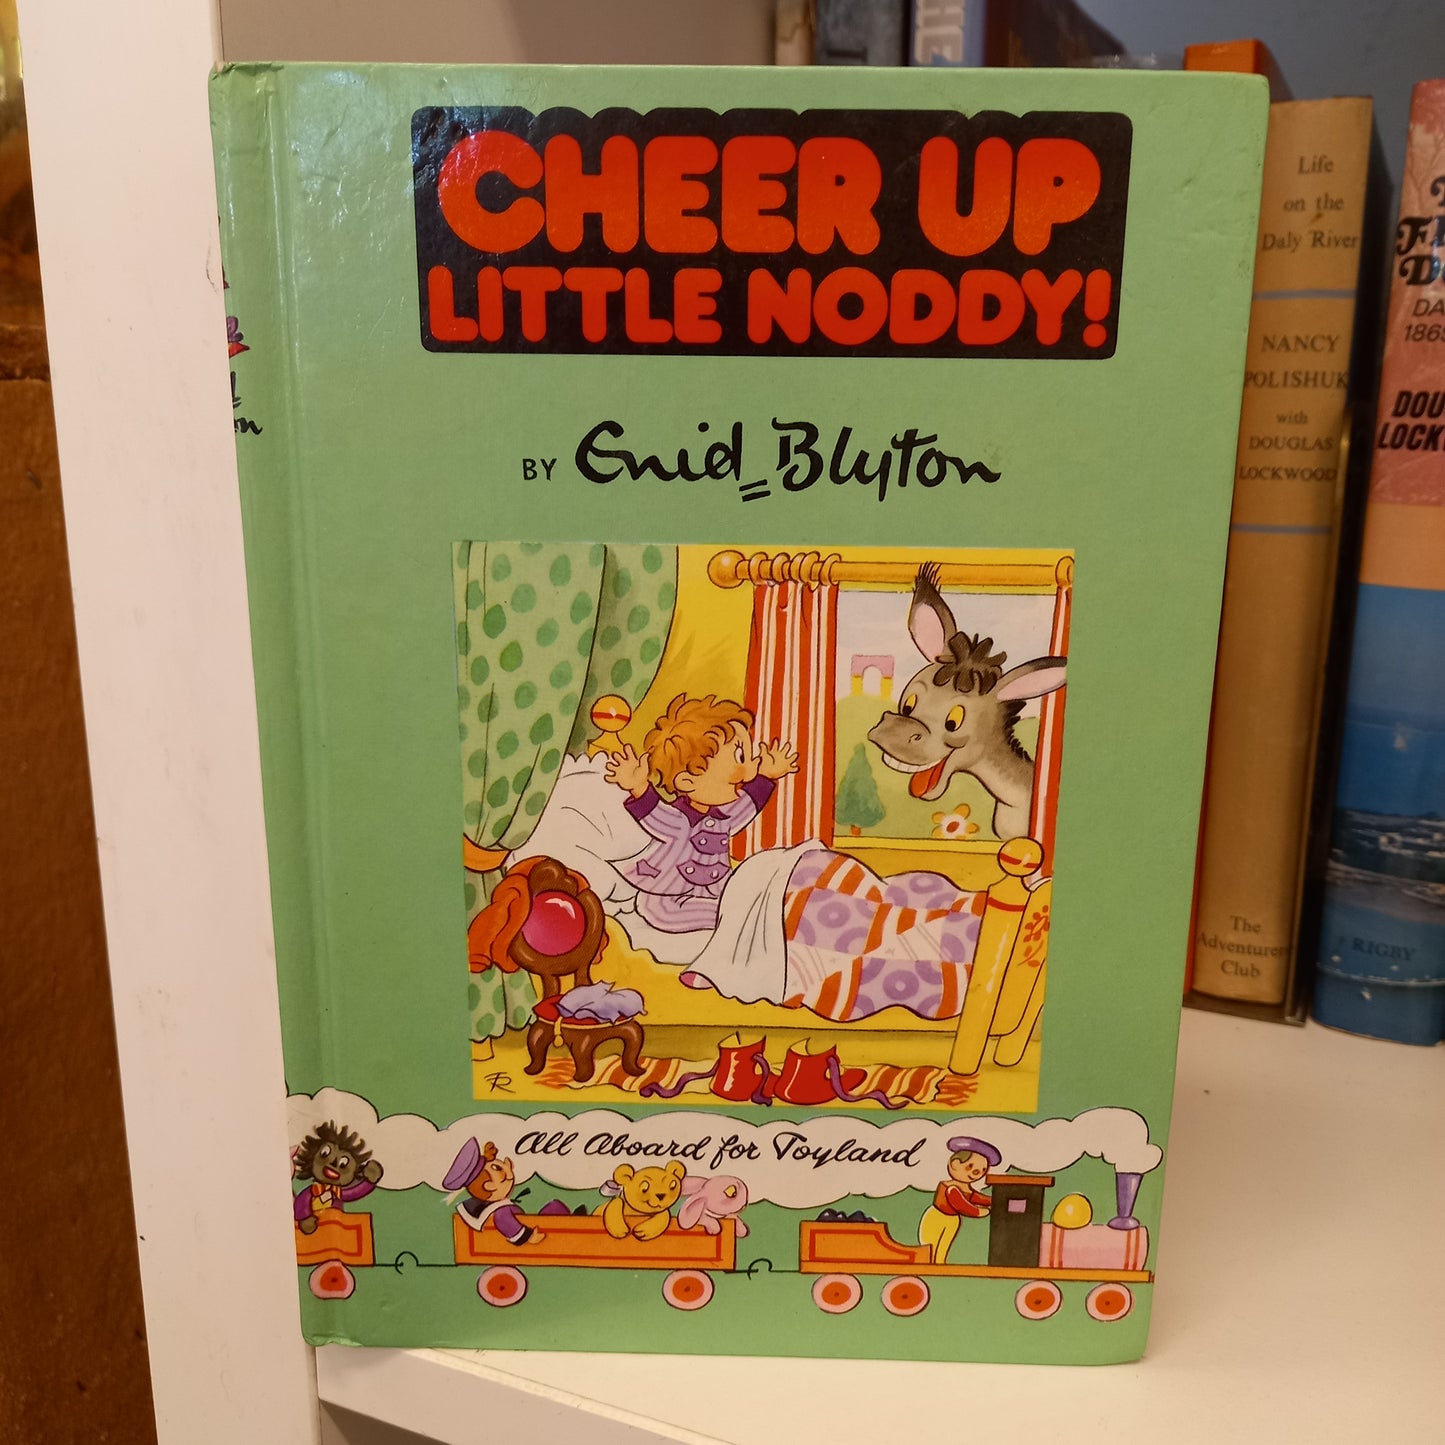 CHEER UP
LITTLE NODDY!
BY Enid Blyton
All Aboard for Toyland
Life
on the
Daly River
NANCY
POLISHUK
with
DOUGLAS
LOCKWOOD
The
Adventurers
Club
RIGBY